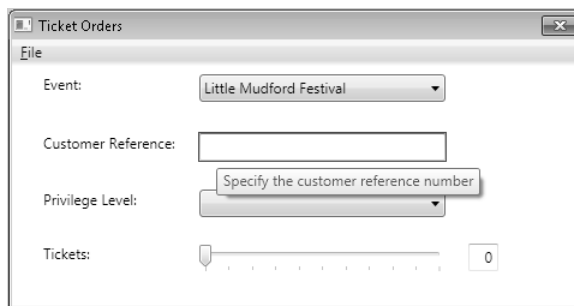 Ticket Orders
File
Event:
Little Mudford Festival
Customer Reference:
Specify the customer reference number
Privilege Level:
Tickets:
0